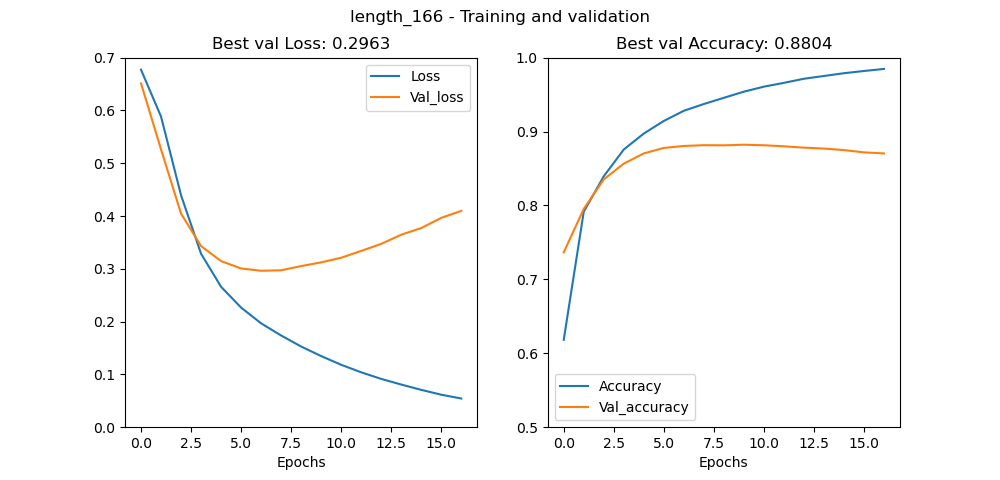 length_166 - Training and validation
Best val Loss: 0.2963
0.7
0.6
0.5
0.4
0.3
0.2
0.1
0.0
Loss
Val_loss
0.0 2.5 5.0 7.5 10.0 12.5 15.0
Epochs
Best val Accuracy: 0.8804
1.0
0.9
0.8
0.7
0.6
0.5
Accuracy
Val_accuracy
0.0 2.5 5.0 7.5 10.0 12.5 15.0
Epochs